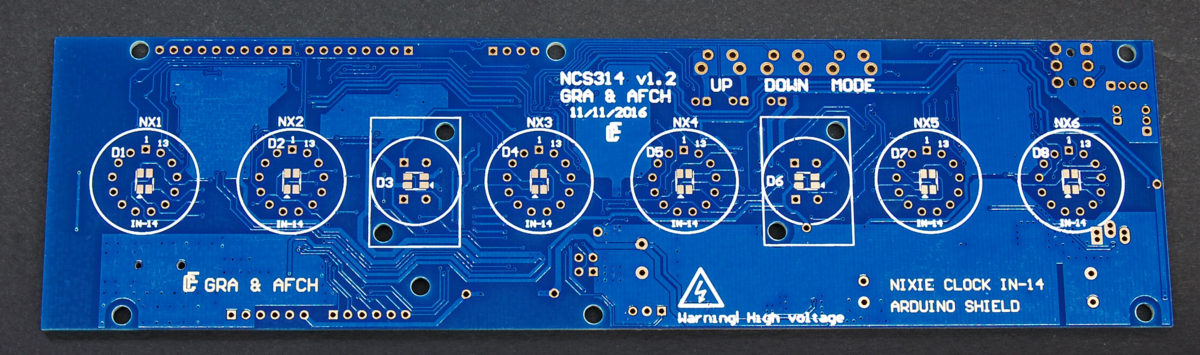 NCS314 v1.2
GRA & AFCH
11/11/2016
UP DOWN MODE
NX1 NX2 NX3 NX4 NX5 NX6
1 13 1 13 1 13 1 13 1 13 1 13
D1 D2 D3 D4 D5 D6 D7 D8
IN-14 IN-14 IN-14 IN-14 IN-14 IN-14
GRA & AFCH
NIXIE CLOCK IN-14
ARDUINO SHIELD
Warning! High voltage